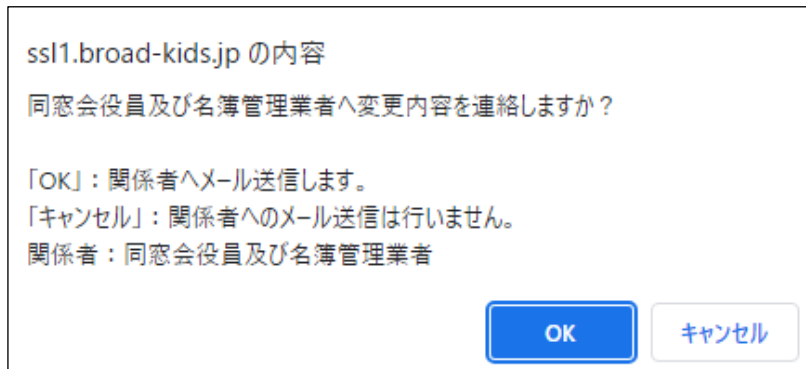 ssl1.broad-kids.jp の内容
同窓会役員及び名簿管理業者へ変更内容を連絡しますか？
「OK」：関係者へメール送信します。
「キャンセル」：関係者へのメール送信は行いません。
関係者：同窓会役員及び名簿管理業者
OK
キャンセル